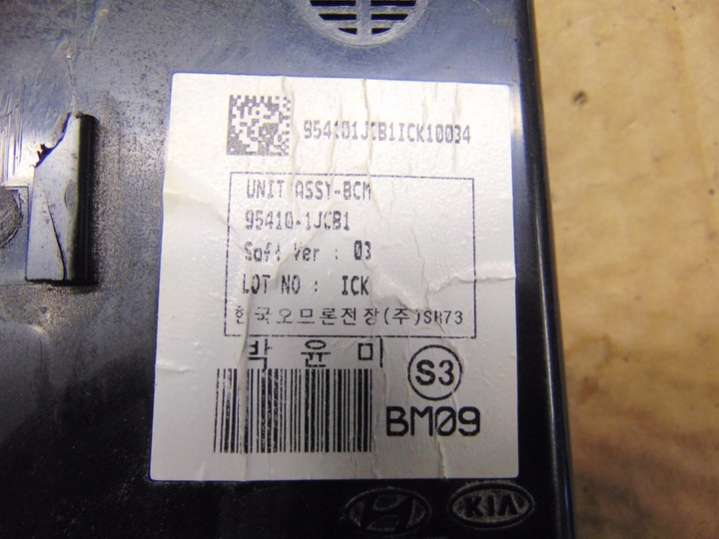 954101JCB1ICK10034
UNIT ASSY-BCM
95410-1JCB1
Soft Ver : 03
LOT NO : ICK
한국오므론전장(주)SH73
박 윤 미
S3
BM09
KIA